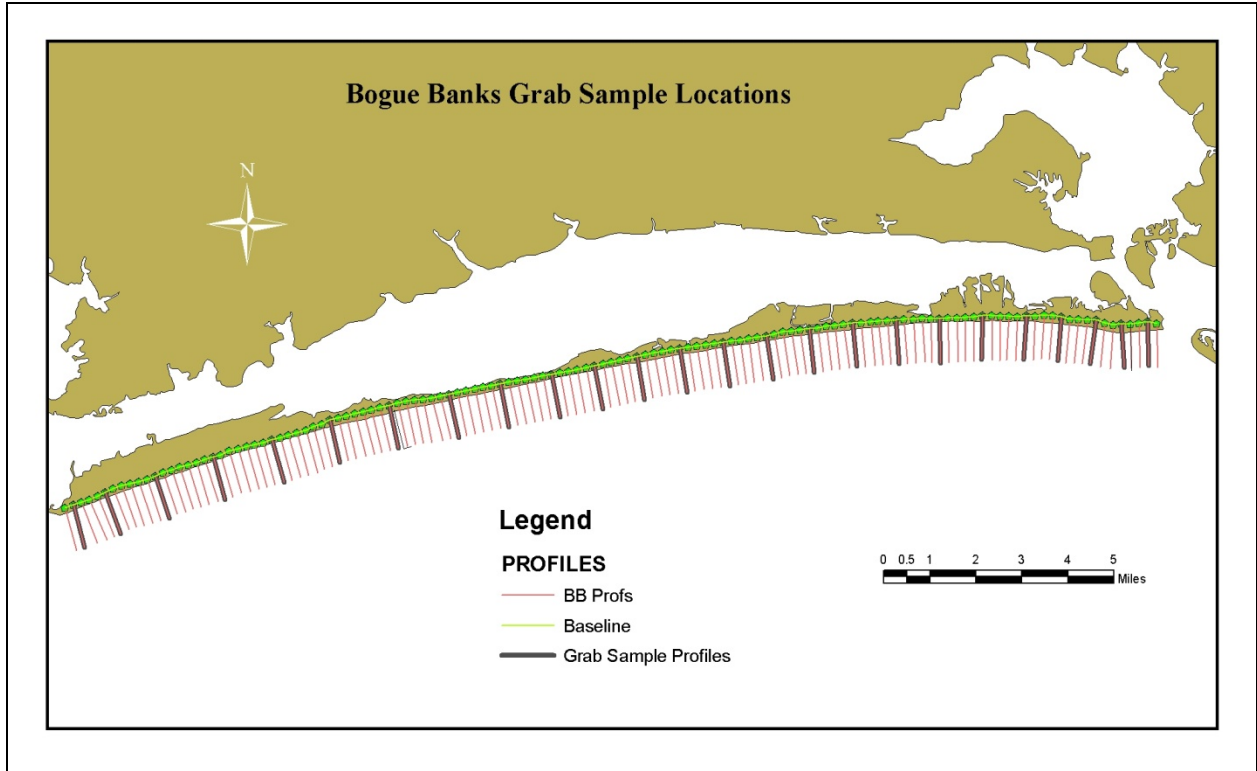 Bogue Banks Grab Sample Locations
N
Legend
PROFILES
BB Profs
Baseline
Grab Sample Profiles
0 0.5 1 2 3 4 5
Miles